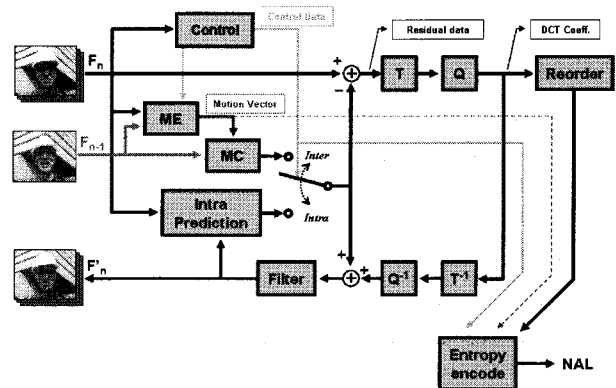 Control
Control Data
Residual data
DCT Coeff.
Fn
+
−
T
Q
Reorder
ME
Motion Vector
Fn-1
MC
Inter
Intra
Intra
Prediction
F'n
Filter
+
+
Q-1
T-1
Entropy
encode
NAL